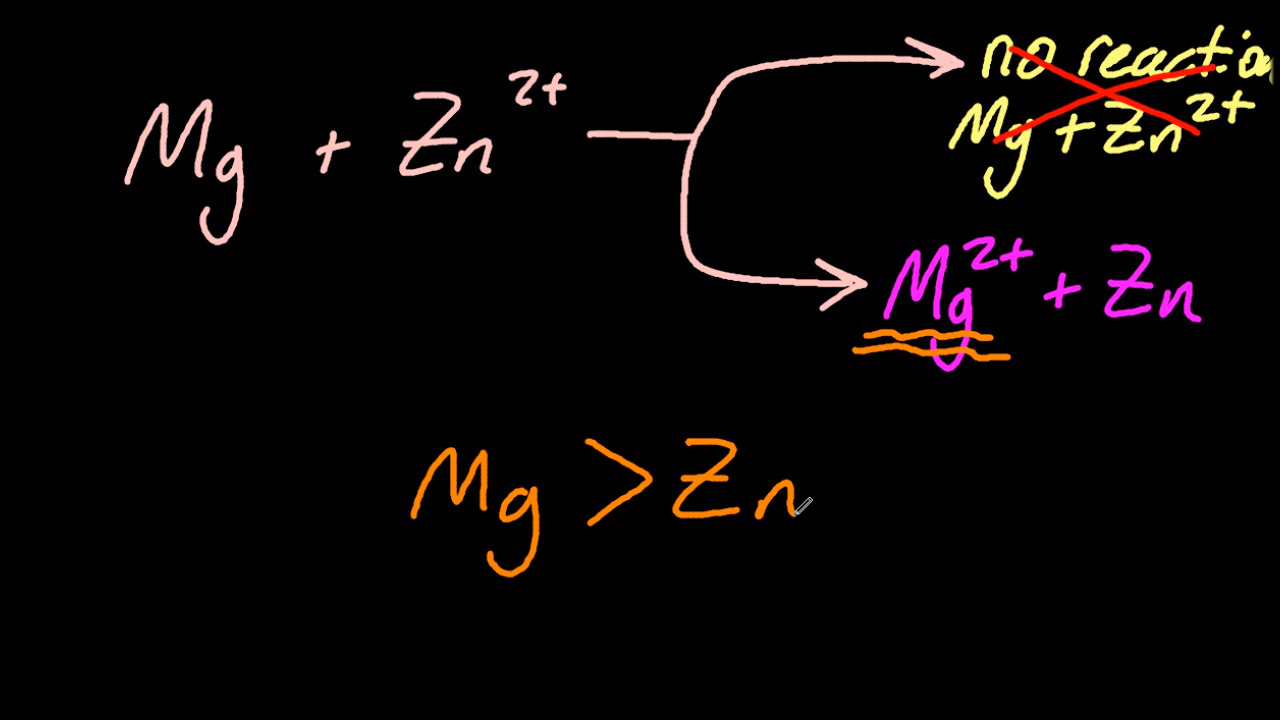 Mg + Zn²⁺
no reaction
Mg + Zn²⁺
Mg²⁺ + Zn
Mg > Zn